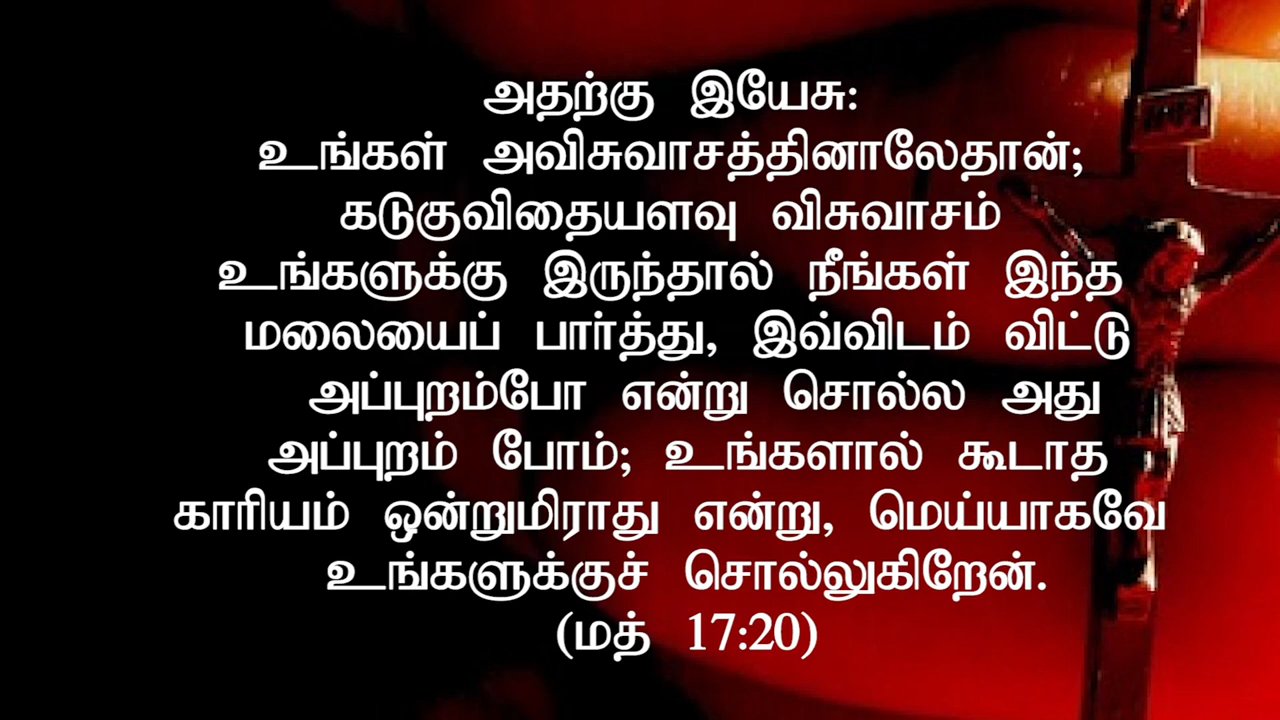 அதற்கு இயேசு:
உங்கள் அவிசுவாசத்தினாலேதான்;
கடுகுவிதையளவு விசுவாசம்
உங்களுக்கு இருந்தால் நீங்கள் இந்த
மலையைப் பார்த்து, இவ்விடம் விட்டு
அப்புறம்போ என்று சொல்ல அது
அப்புறம் போம்; உங்களால் கூடாத
காரியம் ஒன்றுமிராது என்று, மெய்யாகவே
உங்களுக்குச் சொல்லுகிறேன்.
(மத் 17:20)